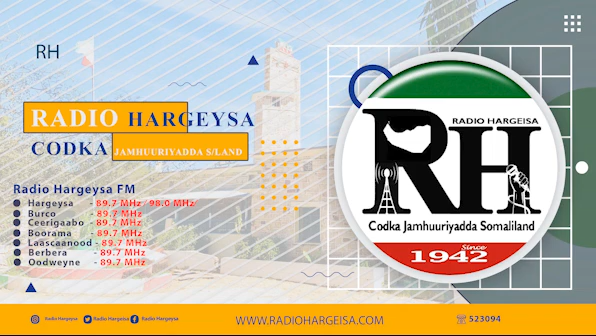 RH
RADIO HARGEYSA
CODKA JAMHUURIYADDA S/LAND
Radio Hargeysa FM
Hargeysa - 89.7 MHz / 98.0 MHz
Burco - 89.7 MHz
Ceerigaabo - 89.7 MHz
Boorama - 89.7 MHz
Laascaanood - 89.7 MHz
Berbera - 89.7 MHz
Oodweyne - 89.7 MHz
RADIO HARGEISA
RH
Codka Jamhuuriyadda Somaliland
Since
1942
Radio Hargeysa Radio Hargeisa Radio Hargeysa
WWW.RADIOHARGEISA.COM
523094